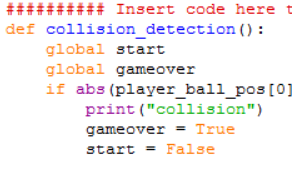 ########## Insert code here t
def collision_detection():
    global start
    global gameover
    if abs(player_ball_pos[0]
        print("collision")
        gameover = True
        start = False